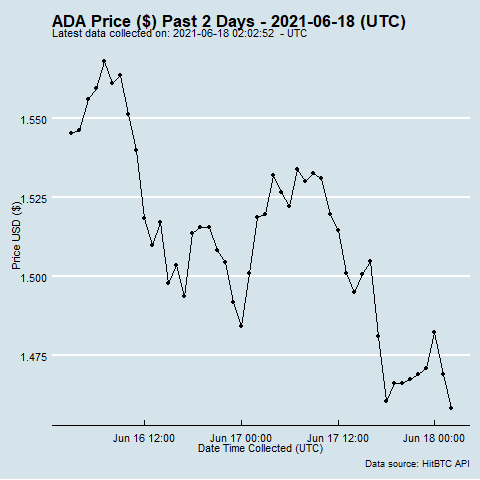 ADA Price ($) Past 2 Days - 2021-06-18 (UTC)
Latest data collected on: 2021-06-18 02:02:52 - UTC
1.550
1.525
1.500
1.475
Price USD ($)
Jun 16 12:00 Jun 17 00:00 Jun 17 12:00 Jun 18 00:00
Date Time Collected (UTC)
Data source: HitBTC API